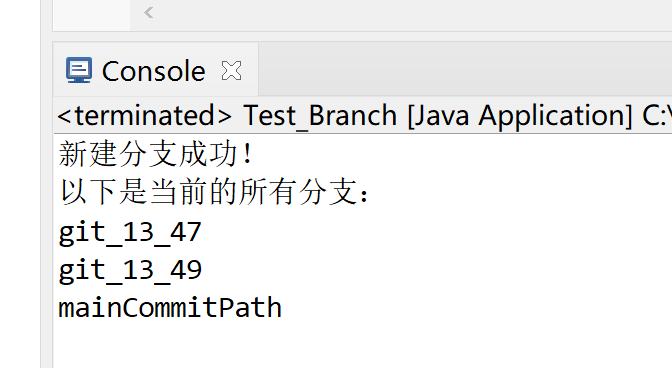 Console
<terminated> Test_Branch [Java Application] C:\
新建分支成功！
以下是当前的所有分支：
git_13_47
git_13_49
mainCommitPath